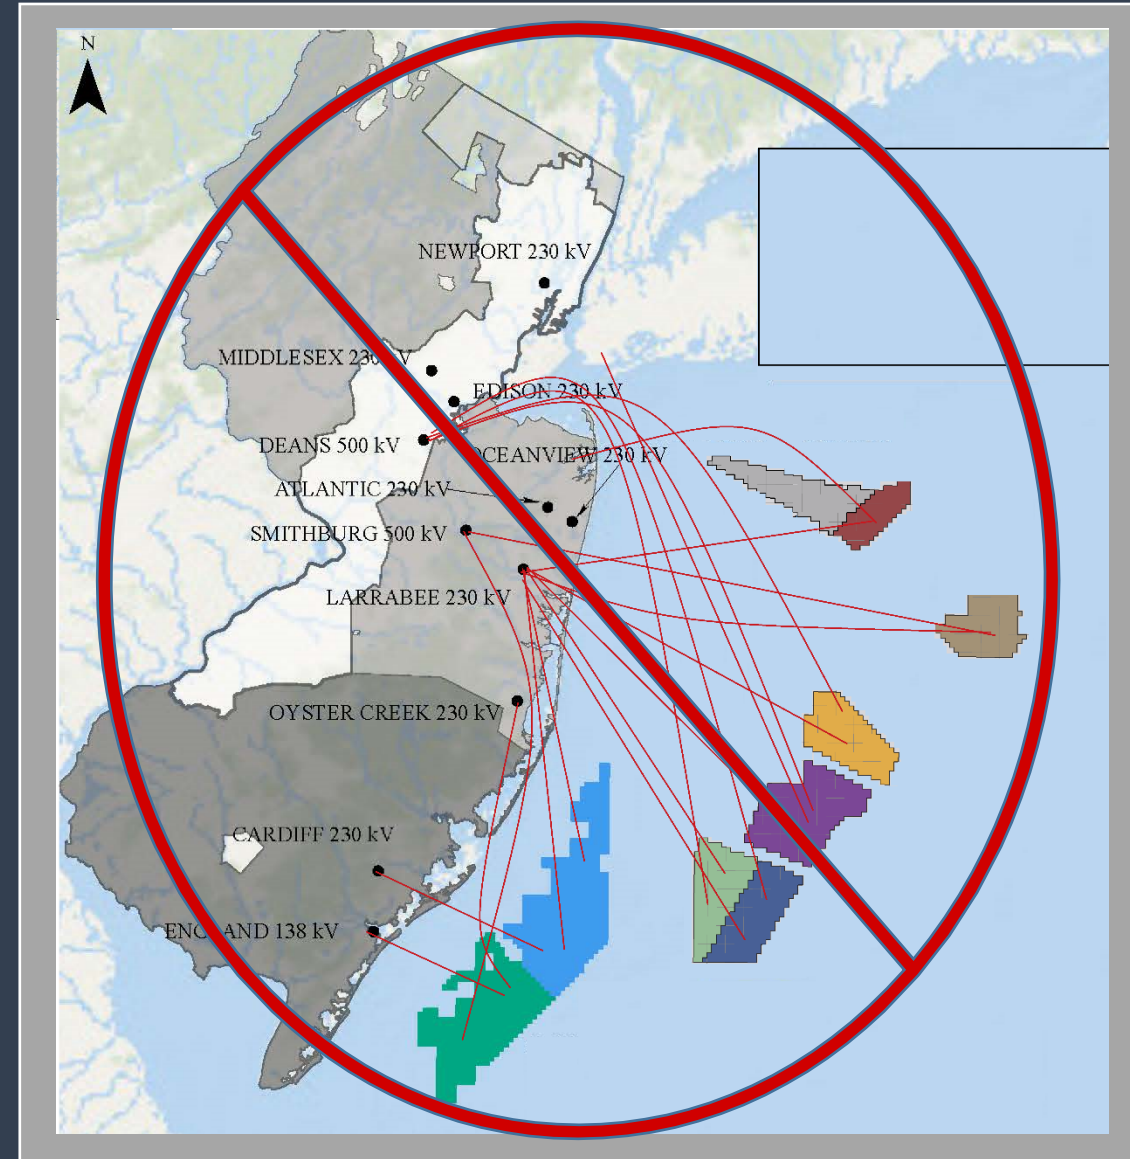 N
NEWPORT 230 kV
MIDDLESEX 230 kV
EDISON 230 kV
DEANS 500 kV
OCEANVIEW 230 kV
ATLANTIC 230 kV
SMITHBURG 500 kV
LARRABEE 230 kV
OYSTER CREEK 230 kV
CARDIFF 230 kV
ENGLAND 138 kV